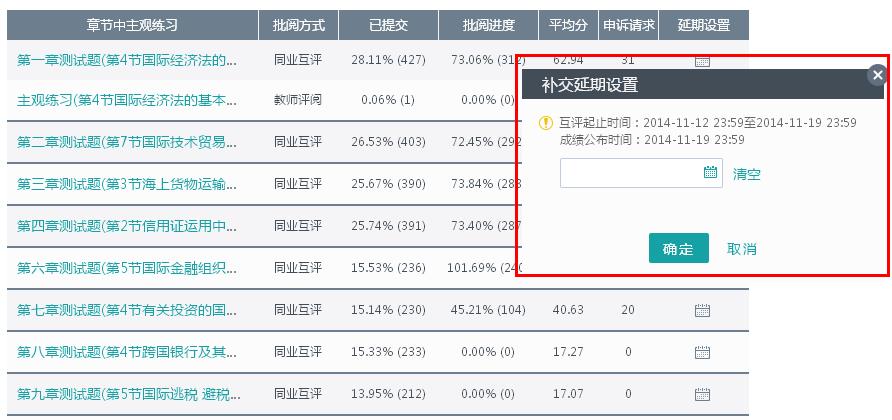 章节中主观练习 批阅方式 已提交 批阅进度 平均分 申诉请求 延期设置
第一章测试题(第4节国际经济法的... 同业互评 28.11% (427) 73.06% (312) 62.94 31
主观练习(第4节国际经济法的基本... 教师评阅 0.06% (1) 0.00% (0)
第二章测试题(第7节国际技术贸易... 同业互评 26.53% (403) 72.45% (292
第三章测试题(第3节海上货物运输... 同业互评 25.67% (390) 73.84% (288
第四章测试题(第2节信用证运用中... 同业互评 25.74% (391) 73.40% (287
第六章测试题(第5节国际金融组织... 同业互评 15.53% (236) 101.69% (240
第七章测试题(第4节有关投资的国... 同业互评 15.14% (230) 45.21% (104) 40.63 20
第八章测试题(第4节跨国银行及其... 同业互评 15.33% (233) 0.00% (0) 17.27 0
第九章测试题(第5节国际逃税 避税... 同业互评 13.95% (212) 0.00% (0) 17.07 0
补交延期设置
互评起止时间：2014-11-12 23:59至2014-11-19 23:59
成绩公布时间：2014-11-19 23:59
清空
确定 取消